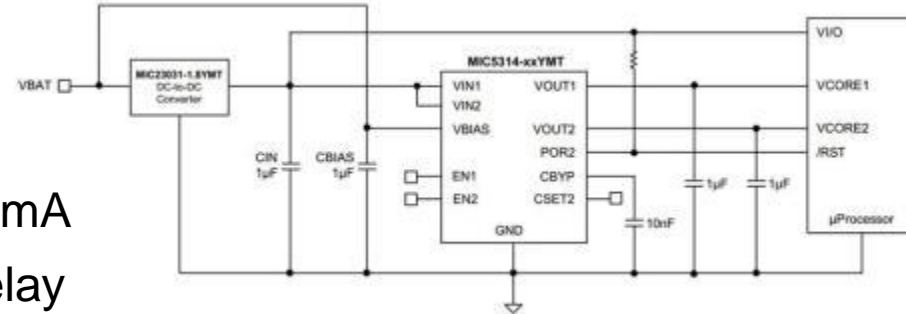 VBAT
MIC23031-1.8YMT
DC-to-DC
Converter
MIC5314-xxYMT
VIN1
VIN2
VBIAS
EN1
EN2
VOUT1
VOUT2
POR2
CBYP
CSET2
GND
CIN
1µF
CBIAS
1µF
10nF
1µF
1µF
VI/O
VCORE1
VCORE2
/RST
µProcessor
mA
elay